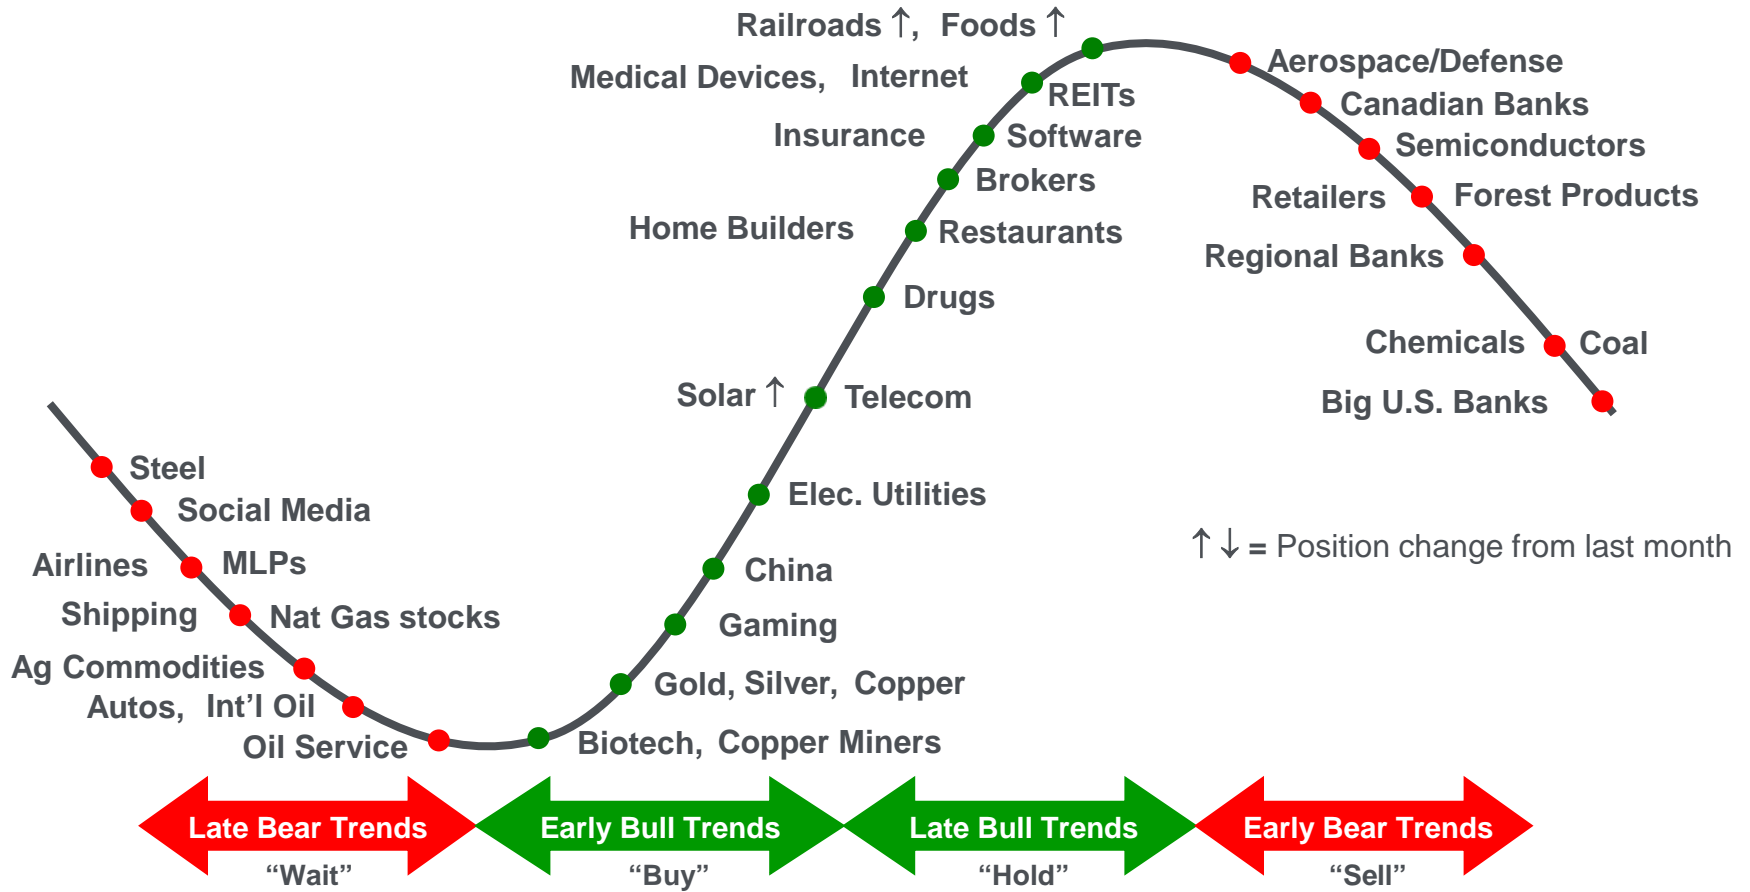 Railroads ↑, Foods ↑
Medical Devices, Internet
REITs
Insurance
Software
Brokers
Home Builders
Restaurants
Drugs
Solar ↑
Telecom
Elec. Utilities
China
Gaming
Gold, Silver, Copper
Biotech, Copper Miners
Steel
Social Media
Airlines
MLPs
Shipping
Nat Gas stocks
Ag Commodities
Autos, Int’l Oil
Oil Service
Aerospace/Defense
Canadian Banks
Semiconductors
Retailers
Forest Products
Regional Banks
Chemicals
Coal
Big U.S. Banks
↑↓ = Position change from last month
Late Bear Trends
Early Bull Trends
Late Bull Trends
Early Bear Trends
“Wait”
“Buy”
“Hold”
“Sell”